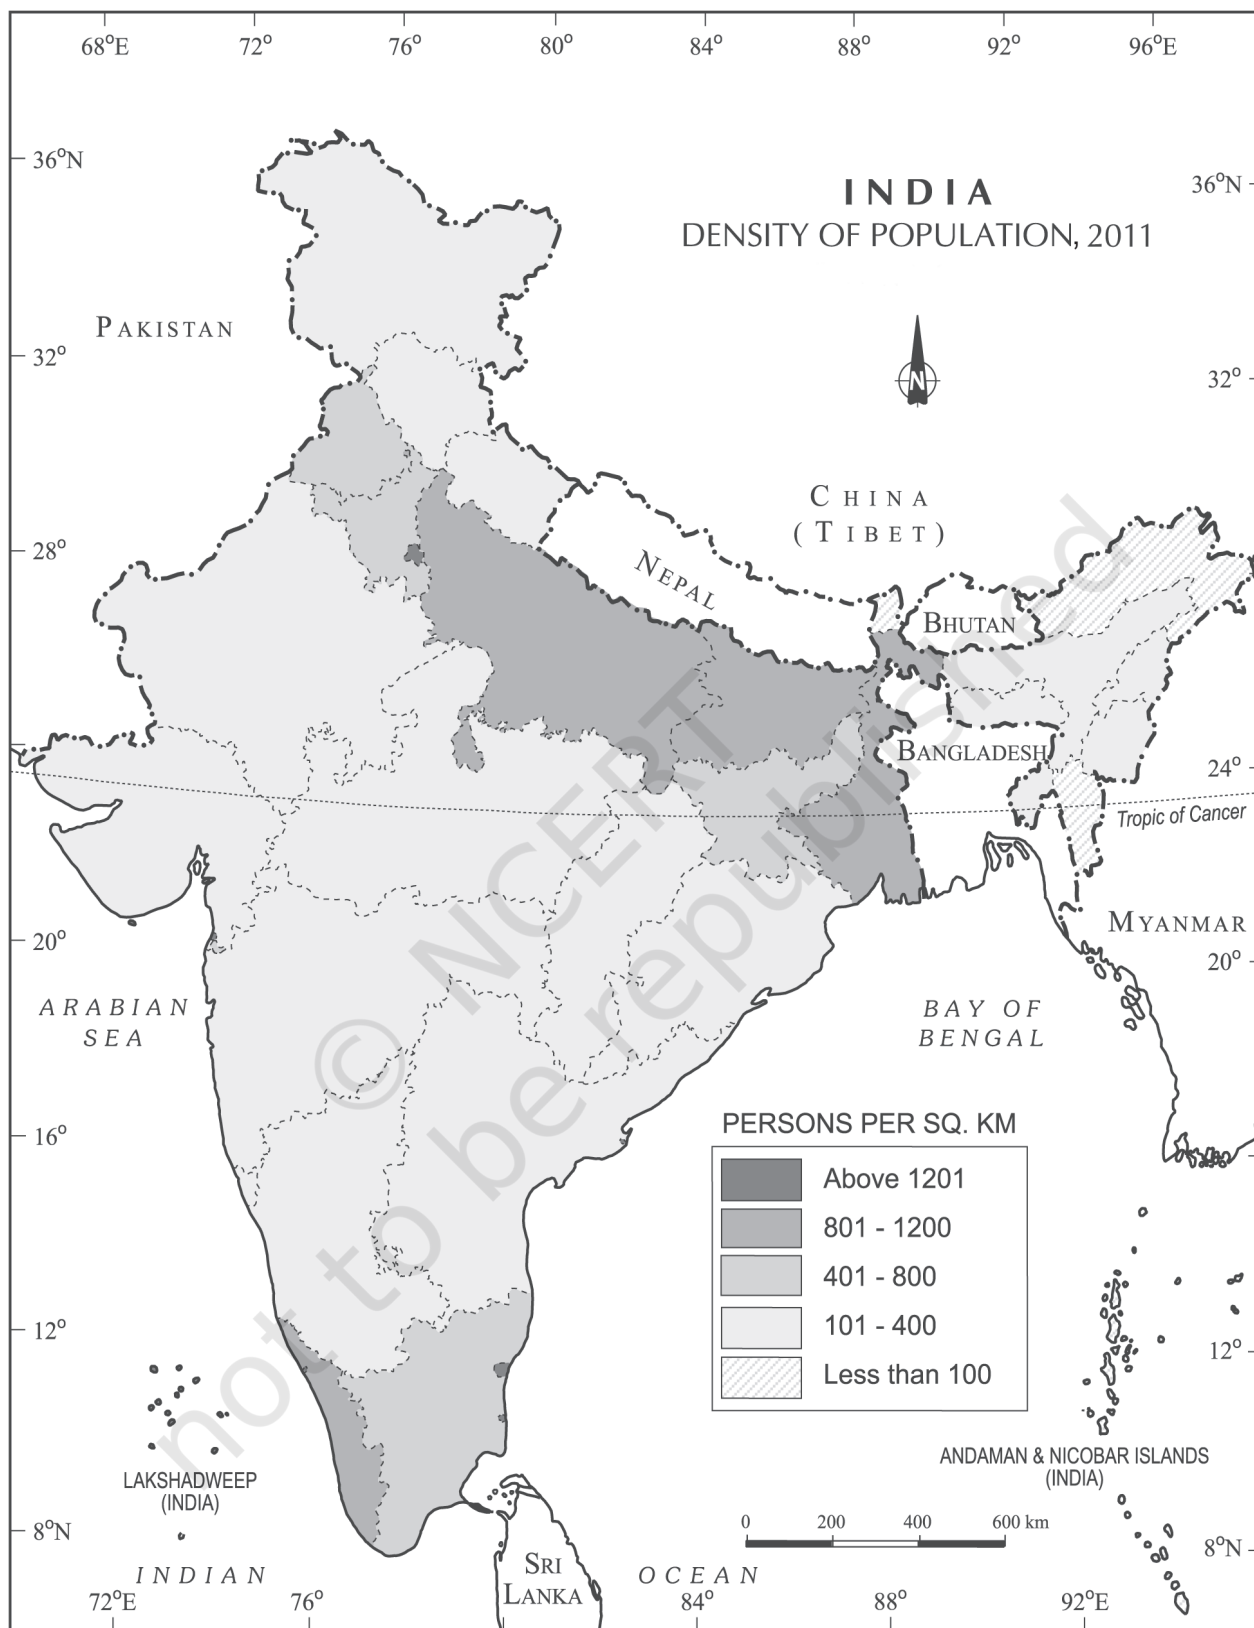 68°E 72° 76° 80° 84° 88° 92° 96°E
36°N
36°N
INDIA
DENSITY OF POPULATION, 2011
PAKISTAN
32°
32°
N
CHINA
(TIBET)
28°
NEPAL
BHUTAN
BANGLADESH
24°
Tropic of Cancer
MYANMAR
20°
20°
ARABIAN
SEA
BAY OF
BENGAL
© NCERT
not to be republished
16°
PERSONS PER SQ. KM
Above 1201
801 - 1200
401 - 800
101 - 400
Less than 100
12°
12°
LAKSHADWEEP
(INDIA)
ANDAMAN & NICOBAR ISLANDS
(INDIA)
0 200 400 600 km
8°N
8°N
SRI
LANKA
INDIAN OCEAN
72°E 76° 84° 88° 92°E